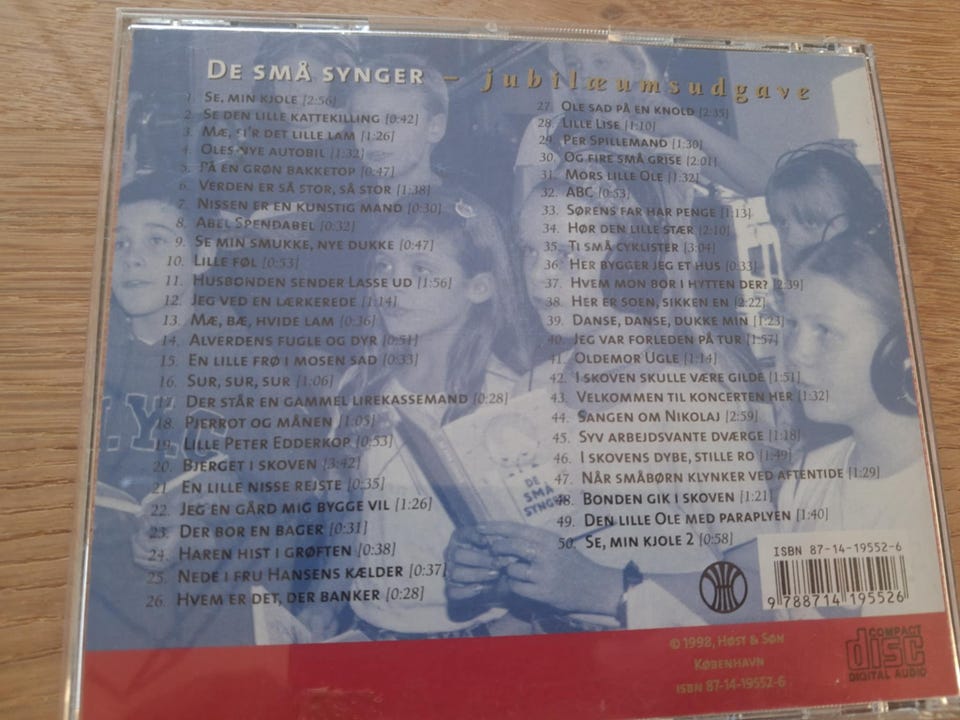 De små synger – jubilæumsudgave
1. Se, min kjole [2:56]
2. Se den lille kattekilling [0:42]
3. Mæ, si'r det lille lam [1:26]
4. Oles nye autobil [1:32]
5. På en grøn bakketop [0:47]
6. Verden er så stor, så stor [1:38]
7. Nissen er en kunstig mand [0:30]
8. Abel Spendabel [0:32]
9. Se min smukke, nye dukke [0:47]
10. Lille føl [0:53]
11. Husbonden sender Lasse ud [1:56]
12. Jeg ved en lærkerede [1:14]
13. Mæ, bæ, hvide lam [0:36]
14. Alverdens fugle og dyr [0:51]
15. En lille frø i mosen sad [0:33]
16. Sur, sur, sur [1:06]
17. Der står en gammel lirekassemand [0:28]
18. Pjerrot og månen [1:05]
19. Lille Peter Edderkop [0:53]
20. Bjerget i skoven [3:42]
21. En lille nisse rejste [0:35]
22. Jeg en gård mig bygge vil [1:26]
23. Der bor en bager [0:31]
24. Haren hist i grøften [0:38]
25. Nede i fru Hansens kælder [0:37]
26. Hvem er det, der banker [0:28]
27. Ole sad på en knold [2:35]
28. Lille Lise [1:10]
29. Per Spillemand [1:30]
30. Og fire små grise [2:01]
31. Mors lille Ole [1:32]
32. ABC [0:53]
33. Sørens far har penge [1:13]
34. Hør den lille stær [2:10]
35. Ti små cyklister [3:04]
36. Her bygger jeg et hus [0:33]
37. Hvem mon bor i hytten der? [2:39]
38. Her er soen, sikken en [2:22]
39. Danse, danse, dukke min [1:23]
40. Jeg var forleden på tur [1:57]
41. Oldemor Ugle [1:14]
42. I skoven skulle være gilde [1:51]
43. Velkommen til koncerten her [1:32]
44. Sangen om Nikolaj [2:59]
45. Syv arbejdsvante dværge [1:18]
46. I skovens dybe, stille ro [1:49]
47. Når småbørn klynker ved aftentide [1:29]
48. Bonden gik i skoven [1:21]
49. Den lille Ole med paraplyen [1:40]
50. Se, min kjole 2 [0:58]
.Y.C
DE
SMÅ
SYNGER
ISBN 87-14-19552-6
9 788714 195526
© 1998, Høst & Søn
København
ISBN 87-14-19552-6
COMPACT
disc
DIGITAL AUDIO